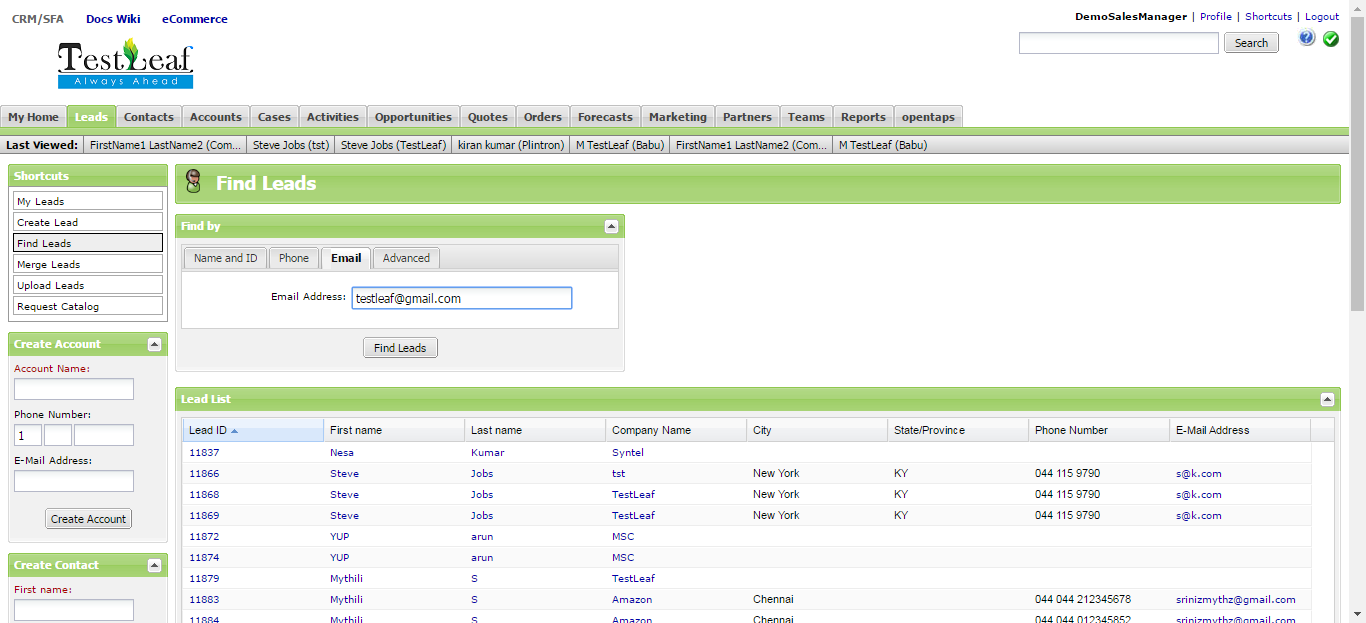 CRM/SFA Docs Wiki eCommerce
DemoSalesManager | Profile | Shortcuts | Logout
TestLeaf
Always Ahead
Search
My Home Leads Contacts Accounts Cases Activities Opportunities Quotes Orders Forecasts Marketing Partners Teams Reports opentaps
Last Viewed: FirstName1 LastName2 (Com... Steve Jobs (tst) Steve Jobs (TestLeaf) kiran kumar (Plintron) M TestLeaf (Babu) FirstName1 LastName2 (Com... M TestLeaf (Babu)
Shortcuts
My Leads
Create Lead
Find Leads
Merge Leads
Upload Leads
Request Catalog
Create Account
Account Name:
Phone Number:
1
E-Mail Address:
Create Account
Create Contact
First name:
Find Leads
Find by
Name and ID Phone Email Advanced
Email Address: testleaf@gmail.com
Find Leads
Lead List
Lead ID First name Last name Company Name City State/Province Phone Number E-Mail Address
11837 Nesa Kumar Syntel
11866 Steve Jobs tst New York KY 044 115 9790 s@k.com
11868 Steve Jobs TestLeaf New York KY 044 115 9790 s@k.com
11869 Steve Jobs TestLeaf New York KY 044 115 9790 s@k.com
11872 YUP arun MSC
11874 YUP arun MSC
11879 Mythili S TestLeaf
11883 Mythili S Amazon Chennai 044 044 212345678 srinizmythz@gmail.com
11884 Mythili S Amazon Chennai 044 044 212345852 srinizmythz@gmail.com